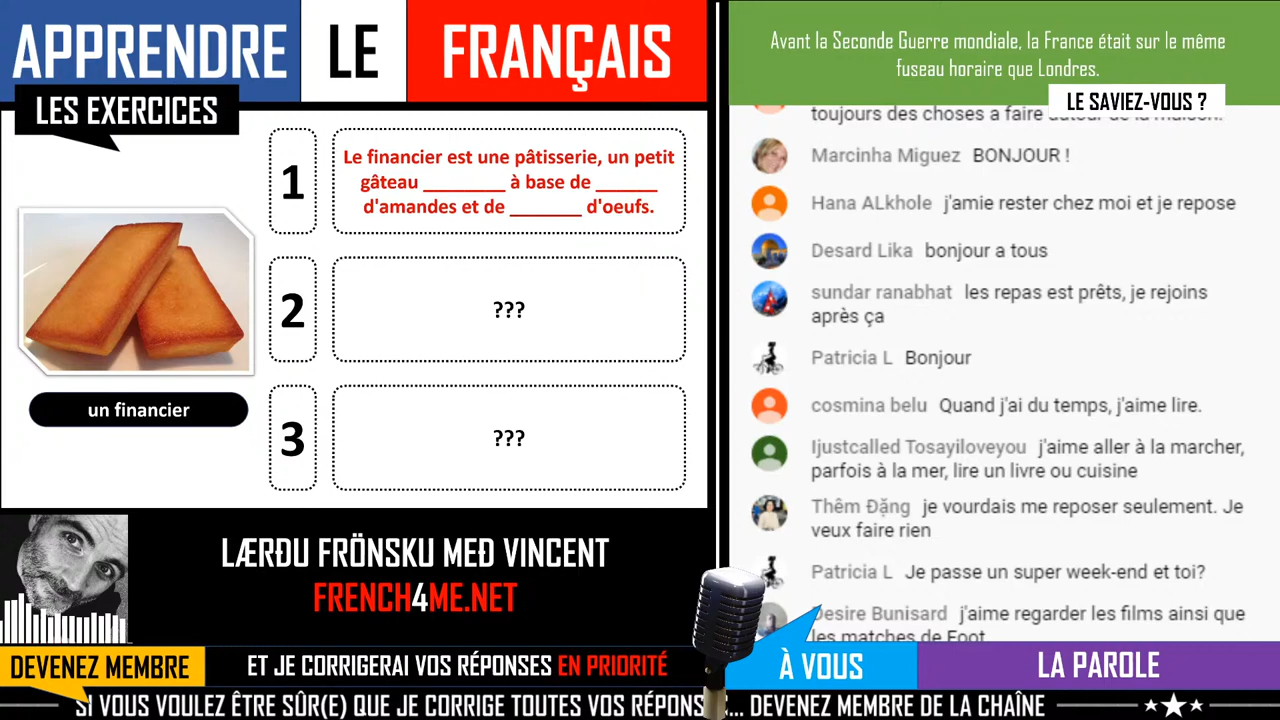 APPRENDRE LE FRANÇAIS
LES EXERCICES
1
Le financier est une pâtisserie, un petit
gâteau ________ à base de ______
d'amandes et de _______ d'oeufs.
2
???
3
???
un financier
LÆRÐU FRÖNSKU MEÐ VINCENT
FRENCH4ME.NET
DEVENEZ MEMBRE
ET JE CORRIGERAI VOS RÉPONSES EN PRIORITÉ
SI VOUS VOULEZ ÊTRE SÛR(E) QUE JE CORRIGE TOUTES VOS RÉPONS... DEVENEZ MEMBRE DE LA CHAÎNE
Avant la Seconde Guerre mondiale, la France était sur le même
fuseau horaire que Londres.
LE SAVIEZ-VOUS ?
toujours des choses a faire autour de la maison.
Marcinha Miguez BONJOUR !
Hana ALkhole j'amie rester chez moi et je repose
Desard Lika bonjour a tous
sundar ranabhat les repas est prêts, je rejoins
après ça
Patricia L Bonjour
cosmina belu Quand j'ai du temps, j'aime lire.
Ijustcalled Tosayiloveyou j'aime aller à la marcher,
parfois à la mer, lire un livre ou cuisine
Thêm Đặng je vourdais me reposer seulement. Je
veux faire rien
Patricia L Je passe un super week-end et toi?
Desire Bunisard j'aime regarder les films ainsi que
les matches de Foot
À VOUS
LA PAROLE